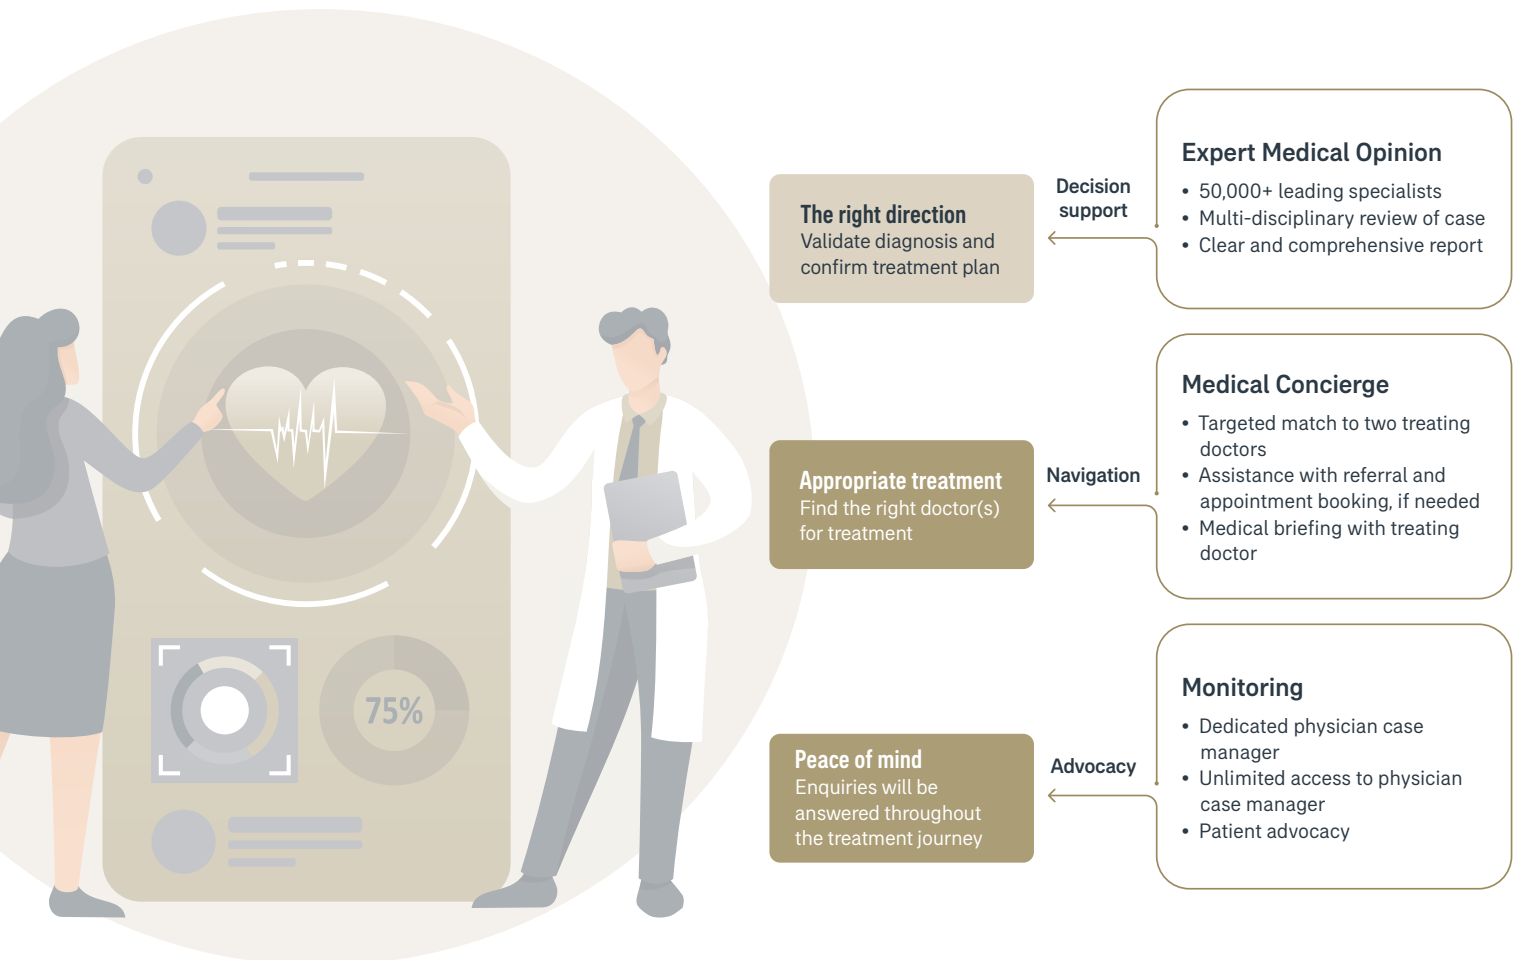 Expert Medical Opinion
• 50,000+ leading specialists
• Multi-disciplinary review of case
• Clear and comprehensive report
Decision
support
The right direction
Validate diagnosis and
confirm treatment plan
Medical Concierge
• Targeted match to two treating
doctors
• Assistance with referral and
appointment booking, if needed
• Medical briefing with treating
doctor
Navigation
Appropriate treatment
Find the right doctor(s)
for treatment
Monitoring
• Dedicated physician case
manager
• Unlimited access to physician
case manager
• Patient advocacy
Advocacy
Peace of mind
Enquiries will be
answered throughout
the treatment journey
75%